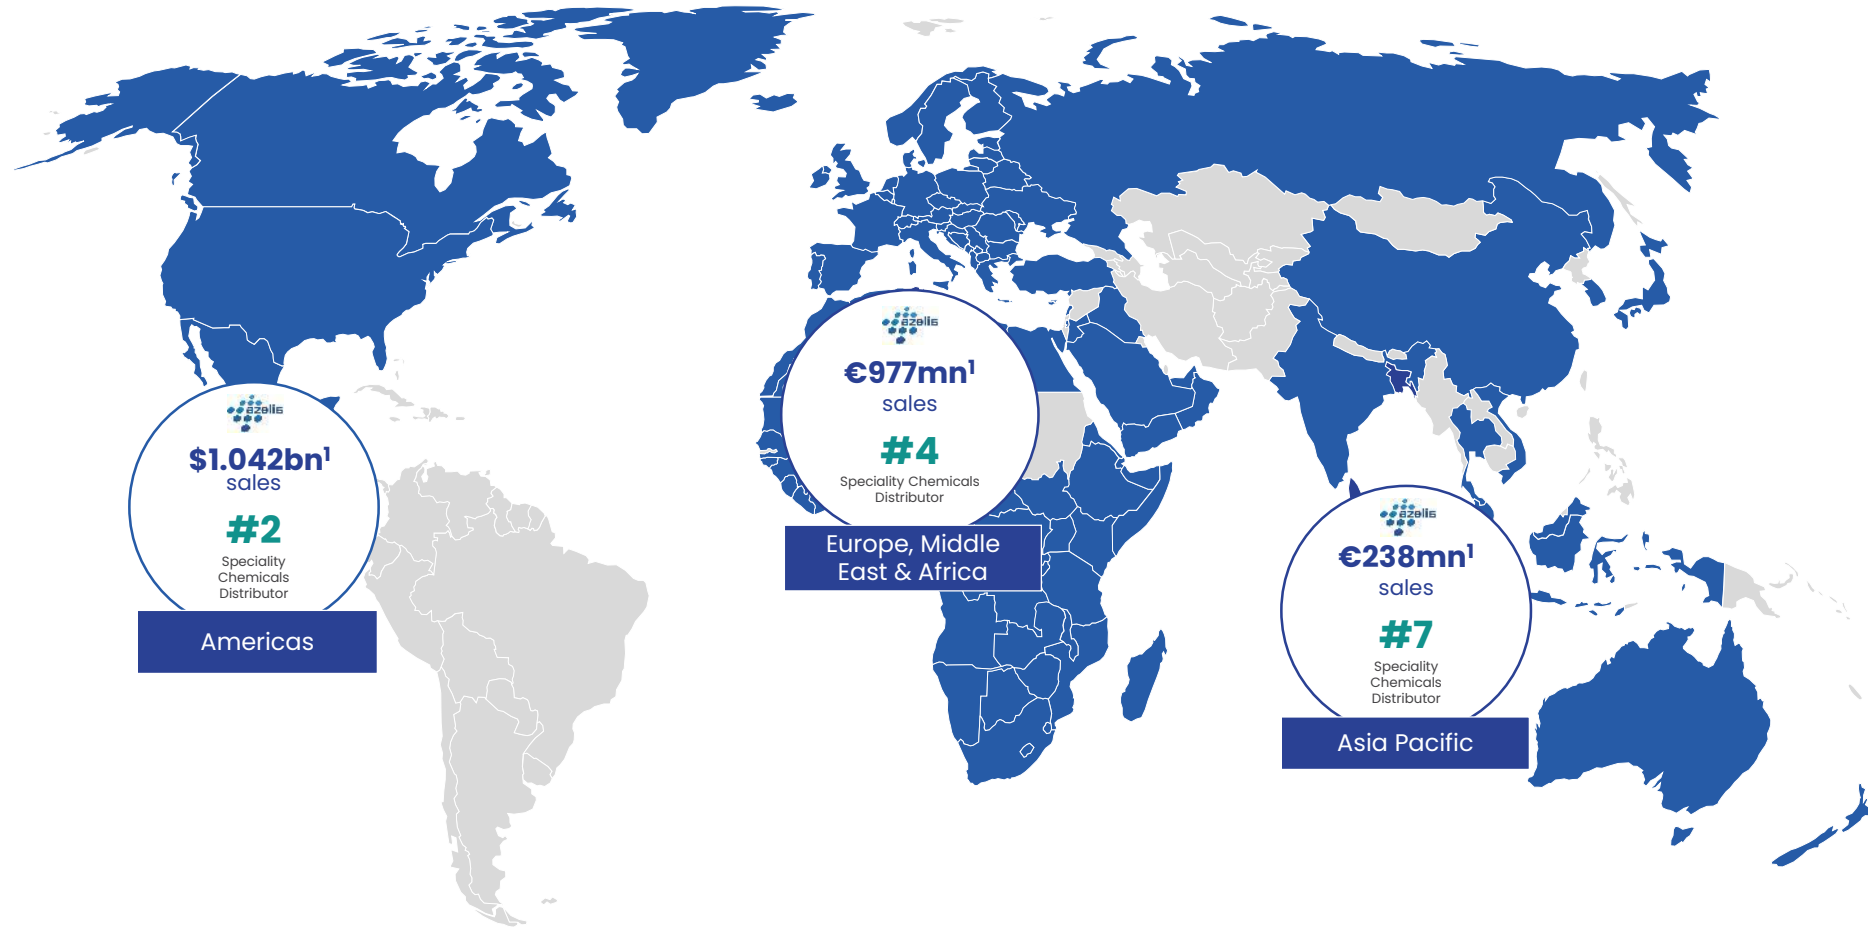 azelis
$1.042bn¹
sales
#2
Speciality
Chemicals
Distributor
Americas
azelis
€977mn¹
sales
#4
Speciality Chemicals
Distributor
Europe, Middle
East & Africa
azelis
€238mn¹
sales
#7
Speciality
Chemicals
Distributor
Asia Pacific